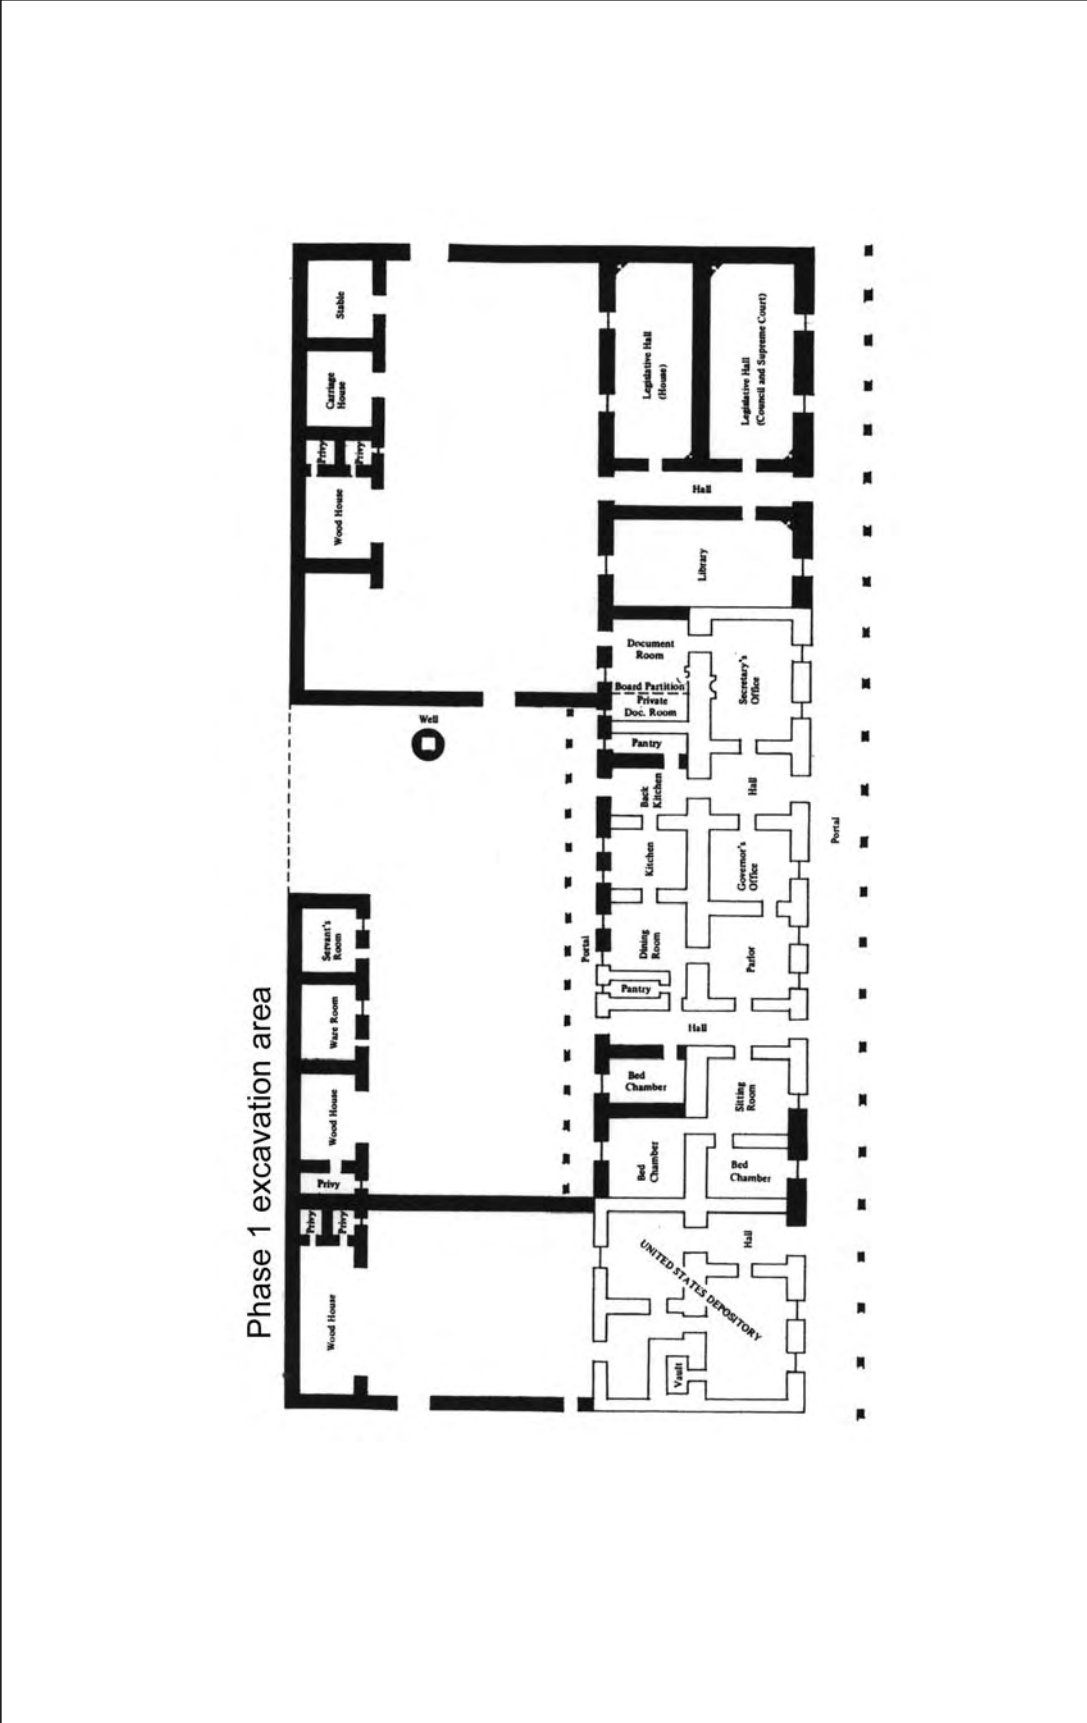 Phase 1 excavation area
Stable
Carriage
House
Privy
Privy
Wood House
Well
Servant's
Room
Ware Room
Wood House
Privy
Privy
Privy
Wood House
Legislative Hall
(House)
Legislative Hall
(Council and Supreme Court)
Hall
Library
Document
Room
Board Partition
Private
Doc. Room
Secretary's
Office
Pantry
Back
Kitchen
Hall
Kitchen
Governor's
Office
Portal
Dining
Room
Parlor
Portal
Pantry
Hall
Bed
Chamber
Sitting
Room
Bed
Chamber
Bed
Chamber
Hall
UNITED STATES DEPOSITORY
Vault